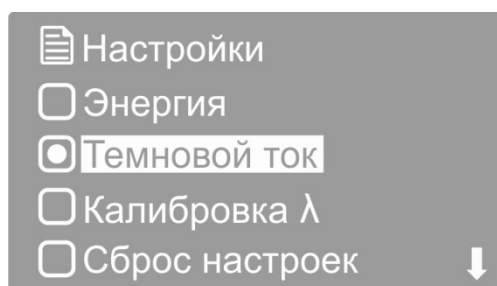 Настройки
Энергия
Темновой ток
Калибровка λ
Сброс настроек